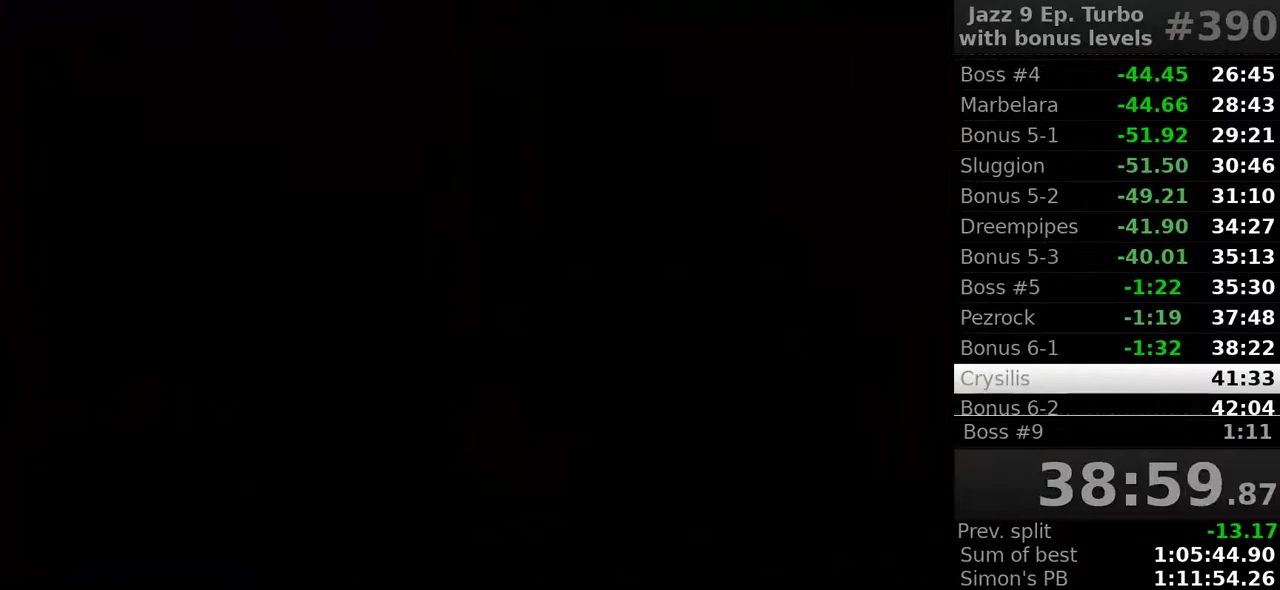 Jazz 9 Ep. Turbo
with bonus levels #390
Boss #4 -44.45 26:45
Marbelara -44.66 28:43
Bonus 5-1 -51.92 29:21
Sluggion -51.50 30:46
Bonus 5-2 -49.21 31:10
Dreempipes -41.90 34:27
Bonus 5-3 -40.01 35:13
Boss #5 -1:22 35:30
Pezrock -1:19 37:48
Bonus 6-1 -1:32 38:22
Crysilis 41:33
Bonus 6-2 42:04
Boss #9 1:11
38:59.87
Prev. split -13.17
Sum of best 1:05:44.90
Simon's PB 1:11:54.26